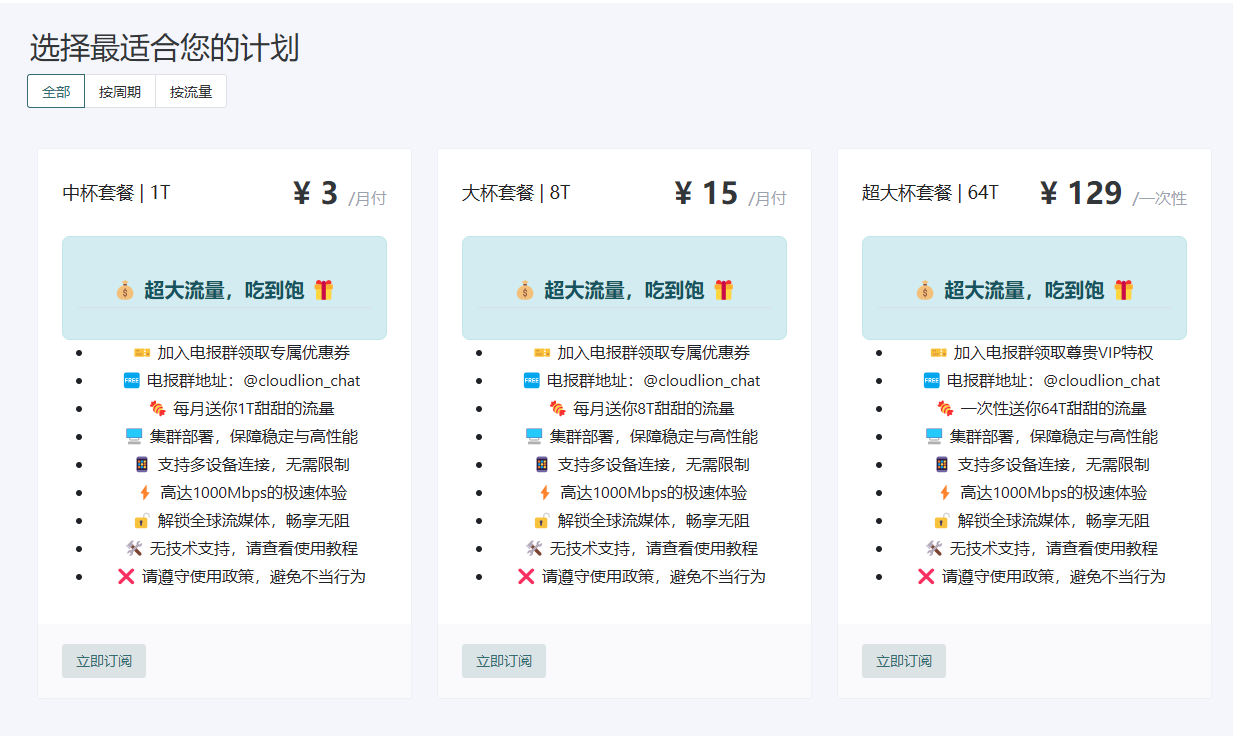 选择最适合您的计划
全部 按周期 按流量
中杯套餐 | 1T ¥ 3 /月付
💰 超大流量，吃到饱 🎁
🎫 加入电报群领取专属优惠券
🆓 电报群地址：@cloudlion_chat
🍬 每月送你1T甜甜的流量
🖥️ 集群部署，保障稳定与高性能
📱 支持多设备连接，无需限制
⚡ 高达1000Mbps的极速体验
🔓 解锁全球流媒体，畅享无阻
🛠️ 无技术支持，请查看使用教程
❌ 请遵守使用政策，避免不当行为
立即订阅
大杯套餐 | 8T ¥ 15 /月付
💰 超大流量，吃到饱 🎁
🎫 加入电报群领取专属优惠券
🆓 电报群地址：@cloudlion_chat
🍬 每月送你8T甜甜的流量
🖥️ 集群部署，保障稳定与高性能
📱 支持多设备连接，无需限制
⚡ 高达1000Mbps的极速体验
🔓 解锁全球流媒体，畅享无阻
🛠️ 无技术支持，请查看使用教程
❌ 请遵守使用政策，避免不当行为
立即订阅
超大杯套餐 | 64T ¥ 129 /一次性
💰 超大流量，吃到饱 🎁
🎫 加入电报群领取尊贵VIP特权
🆓 电报群地址：@cloudlion_chat
🍬 一次性送你64T甜甜的流量
🖥️ 集群部署，保障稳定与高性能
📱 支持多设备连接，无需限制
⚡ 高达1000Mbps的极速体验
🔓 解锁全球流媒体，畅享无阻
🛠️ 无技术支持，请查看使用教程
❌ 请遵守使用政策，避免不当行为
立即订阅